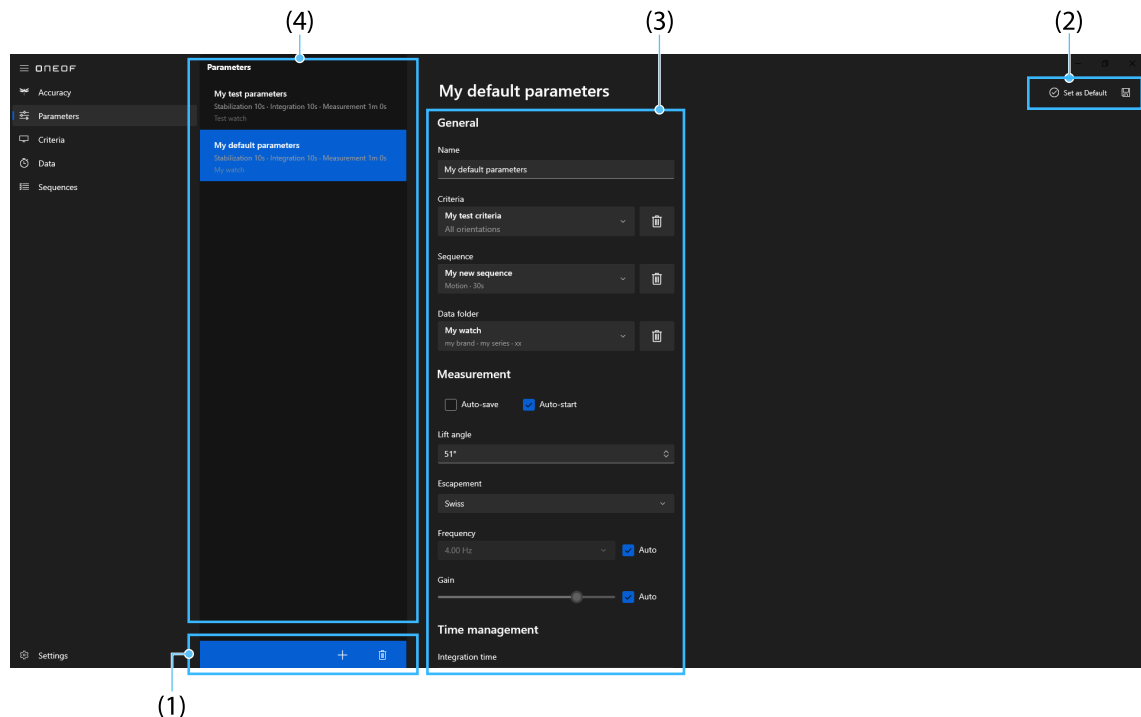 (4)
(3)
(2)
ONEOF
Accuracy
Parameters
Criteria
Data
Sequences
Settings
Parameters
My test parameters
Stabilization 10s - Integration 10s - Measurement 1m 0s
Test watch
My default parameters
Stabilization 10s - Integration 10s - Measurement 1m 0s
My watch
My default parameters
Set as Default
General
Name
My default parameters
Criteria
My test criteria
All orientations
Sequence
My new sequence
Motion - 30s
Data folder
My watch
my brand - my series - xx
Measurement
Auto-save Auto-start
Lift angle
51°
Escapement
Swiss
Frequency
4.00 Hz Auto
Gain
Auto
Time management
Integration time
(1)